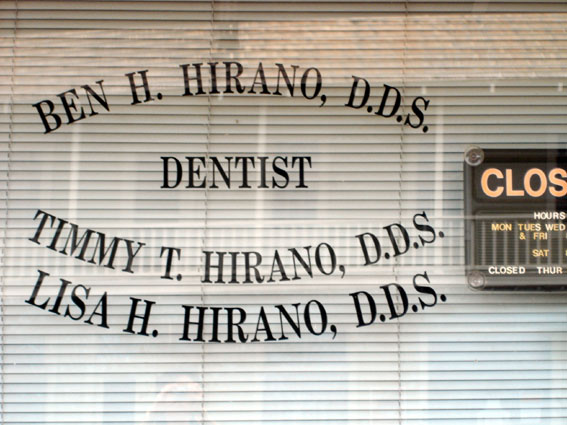 BEN H. HIRANO, D.D.S.
DENTIST
TIMMY T. HIRANO, D.D.S.
LISA H. HIRANO, D.D.S.
CLOS
HOURS
MON TUES WED
& FRI
SAT
CLOSED THUR